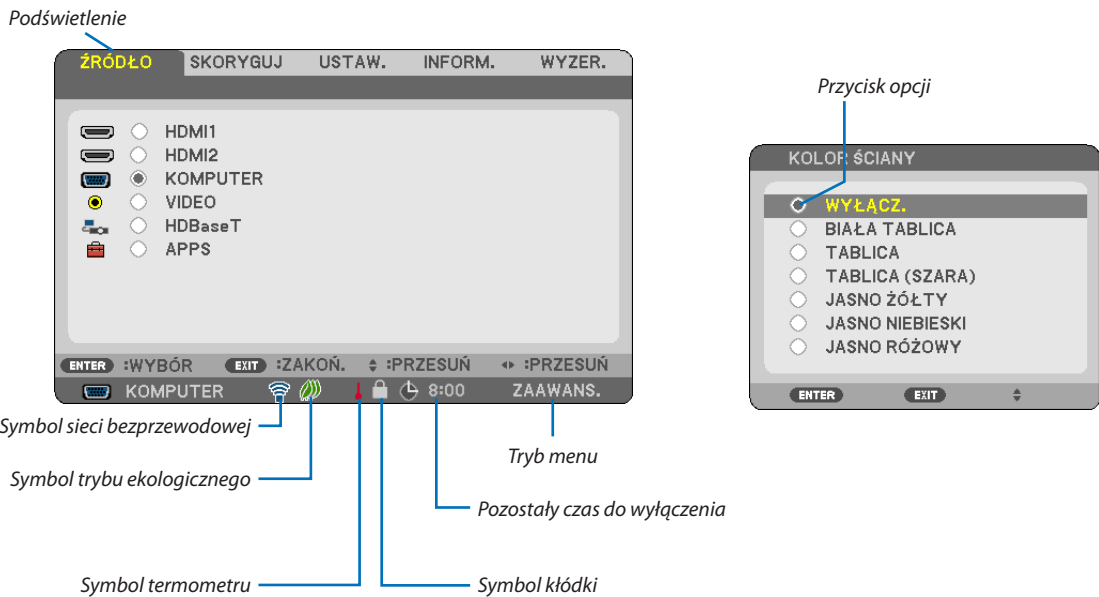 Podświetlenie
ŹRÓDŁO SKORYGUJ USTAW. INFORM. WYZER.
HDMI1
HDMI2
KOMPUTER
VIDEO
HDBaseT
APPS
ENTER :WYBÓR EXIT :ZAKOŃ. :PRZESUŃ :PRZESUŃ
KOMPUTER 8:00 ZAAWANS.
Symbol sieci bezprzewodowej
Tryb menu
Symbol trybu ekologicznego
Pozostały czas do wyłączenia
Symbol termometru
Symbol kłódki
Przycisk opcji
KOLOR ŚCIANY
WYŁĄCZ.
BIAŁA TABLICA
TABLICA
TABLICA (SZARA)
JASNO ŻÓŁTY
JASNO NIEBIESKI
JASNO RÓŻOWY
ENTER EXIT